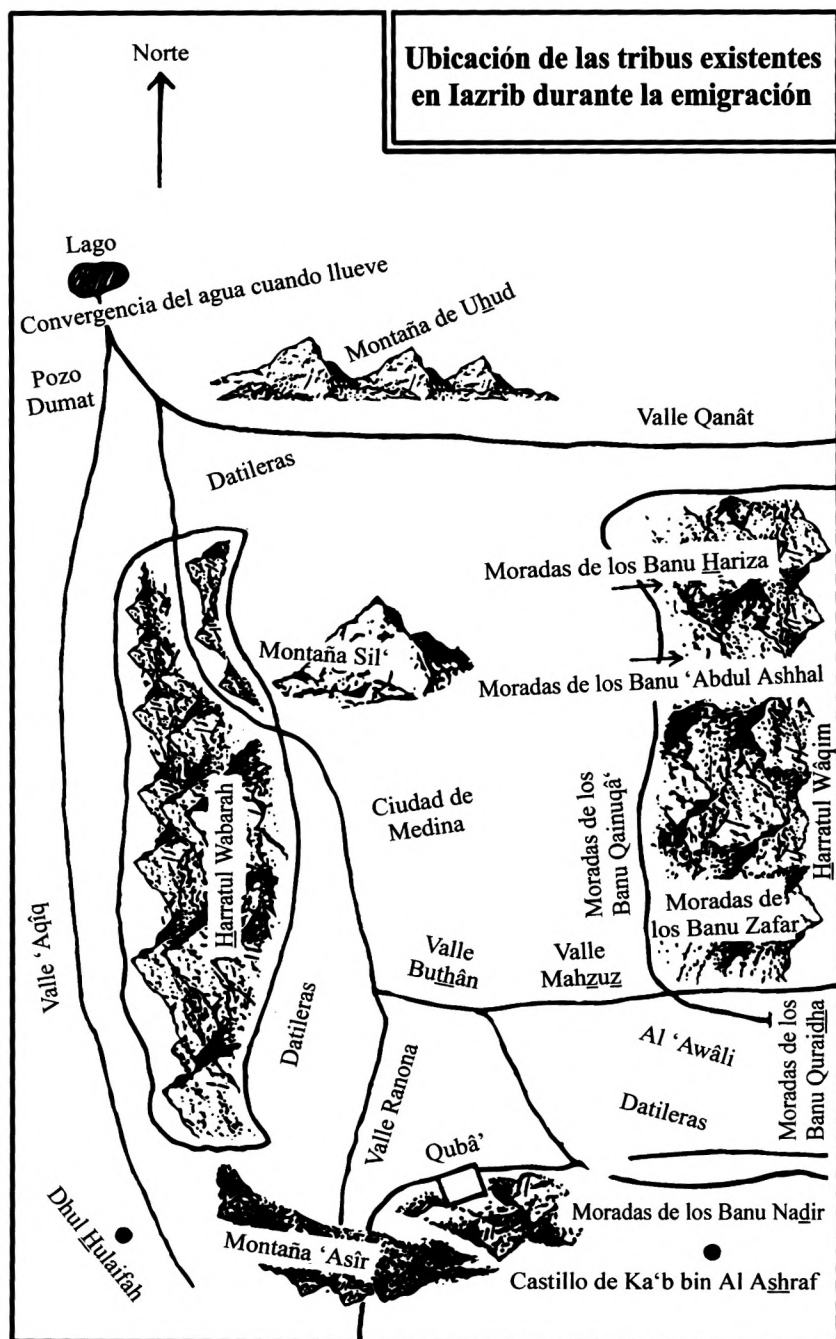 Norte
Ubicación de las tribus existentes
en Iazrib durante la emigración
Lago
Convergencia del agua cuando llueve
Pozo
Dumat
Montaña de Uhud
Valle Qanât
Datileras
Moradas de los Banu Hariza
Montaña Sil‘
Moradas de los Banu ‘Abdul Ashhal
Harratul Wabarah
Ciudad de
Medina
Moradas de los
Banu Qainuqâ‘
Harratul Wâqim
Moradas de
los Banu Zafar
Valle ‘Aqîq
Datileras
Valle
Buthân
Valle
Mahzuz
Valle Ranona
Al ‘Awâli
Datileras
Moradas de los
Banu Quraidha
Qubâ’
Dhul Hulaifah
Montaña ‘Asîr
Moradas de los Banu Nadir
Castillo de Ka‘b bin Al Ashraf